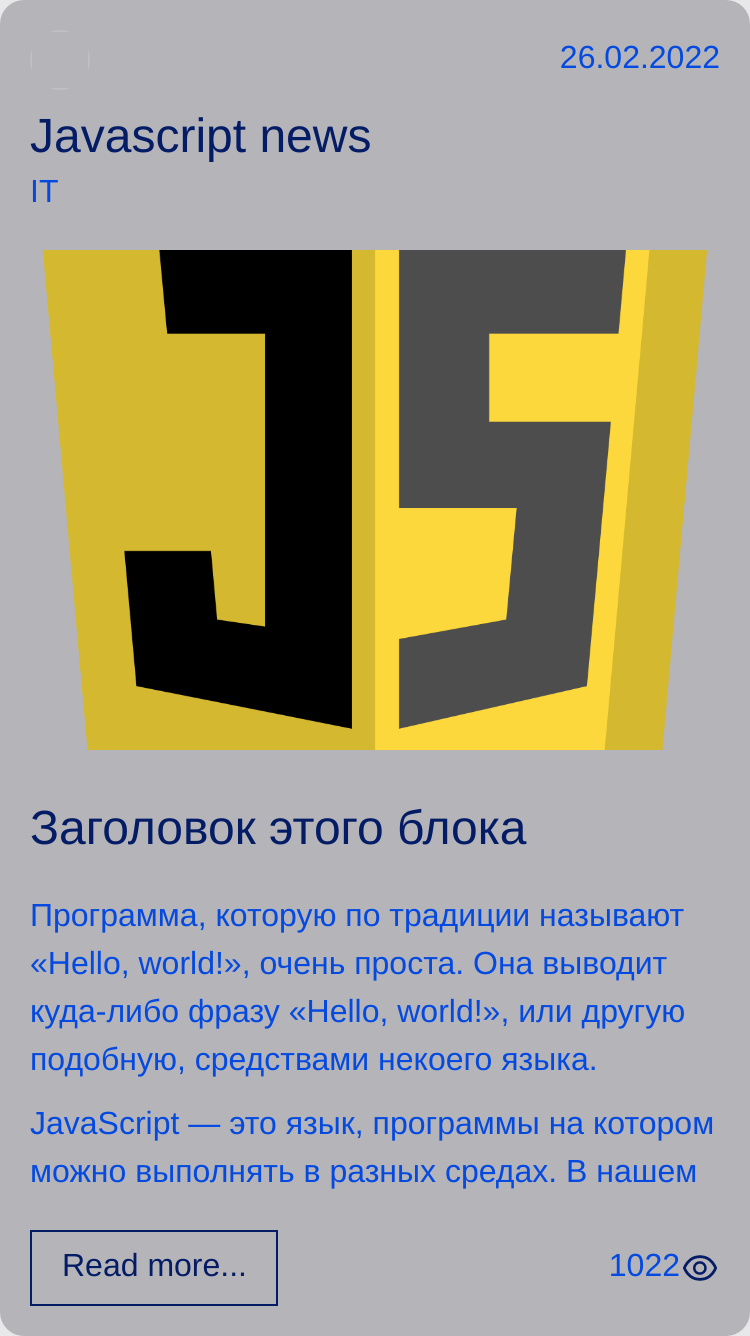 26.02.2022
Javascript news
IT
JS
Заголовок этого блока
Программа, которую по традиции называют
«Hello, world!», очень проста. Она выводит
куда-либо фразу «Hello, world!», или другую
подобную, средствами некоего языка.
JavaScript — это язык, программы на котором
можно выполнять в разных средах. В нашем
Read more...
1022